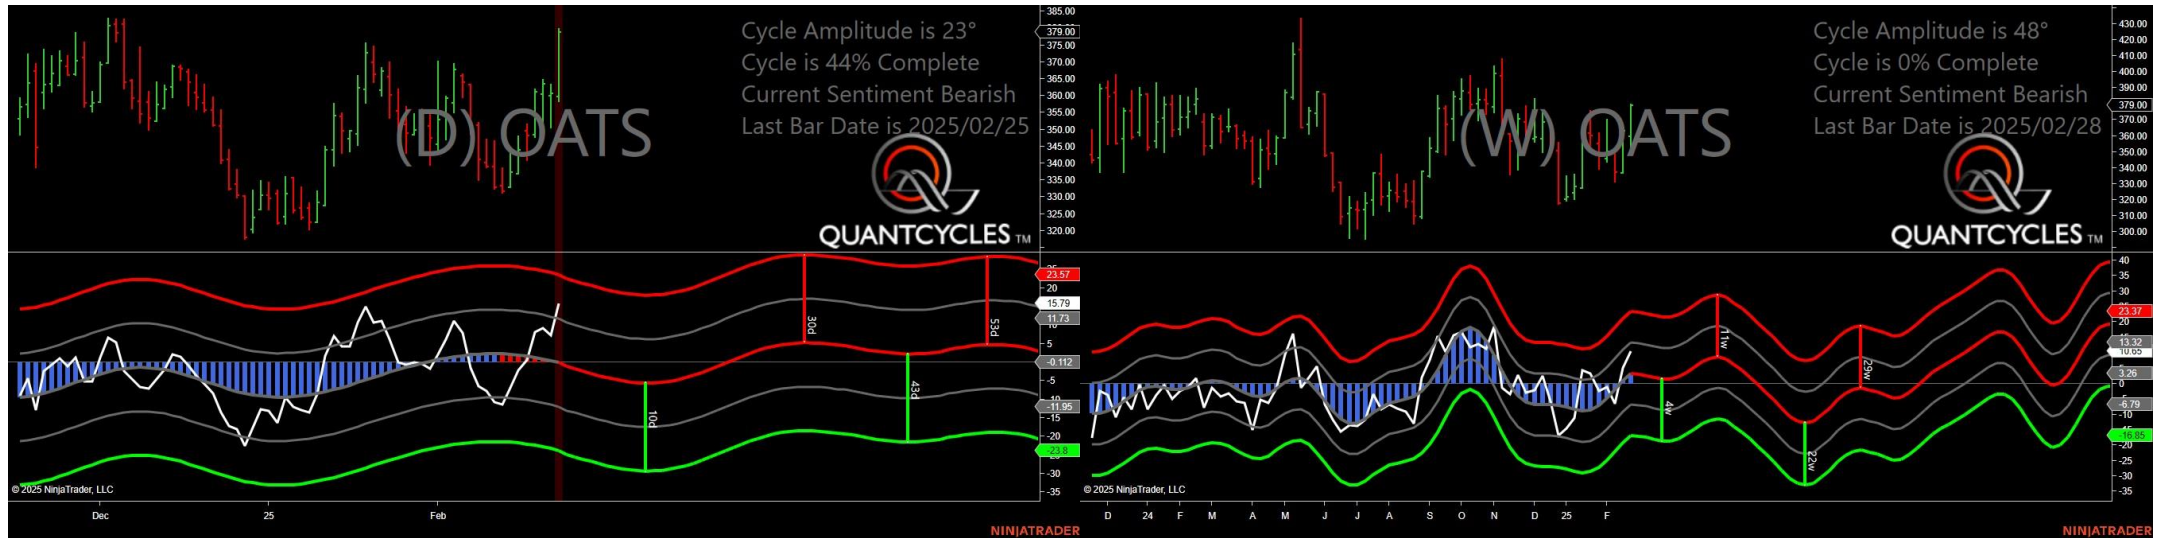 Cycle Amplitude is 23°
Cycle is 44% Complete
Current Sentiment Bearish
Last Bar Date is 2025/02/25
(D) OATS
QUANTCYCLES TM
385.00
379.00
375.00
370.00
365.00
360.00
355.00
350.00
345.00
340.00
335.00
330.00
325.00
320.00
23.57
20
15.79
11.73
5
-0.112
-5
-11.95
-15
-20
-23.8
-30
-35
30d
53d
10d
43d
© 2025 NinjaTrader, LLC
Dec
25
Feb
NINJATRADER
Cycle Amplitude is 48°
Cycle is 0% Complete
Current Sentiment Bearish
Last Bar Date is 2025/02/28
(W) OATS
QUANTCYCLES TM
430.00
420.00
410.00
400.00
390.00
379.00
370.00
360.00
350.00
340.00
330.00
320.00
310.00
300.00
40
35
30
23.37
20
13.32
10.65
3.26
0
-6.79
-10
-16.65
-20
-25
-30
-35
11w
29w
4w
22w
© 2025 NinjaTrader, LLC
D 24 F M A M J J A S O N D 25 F
NINJATRADER